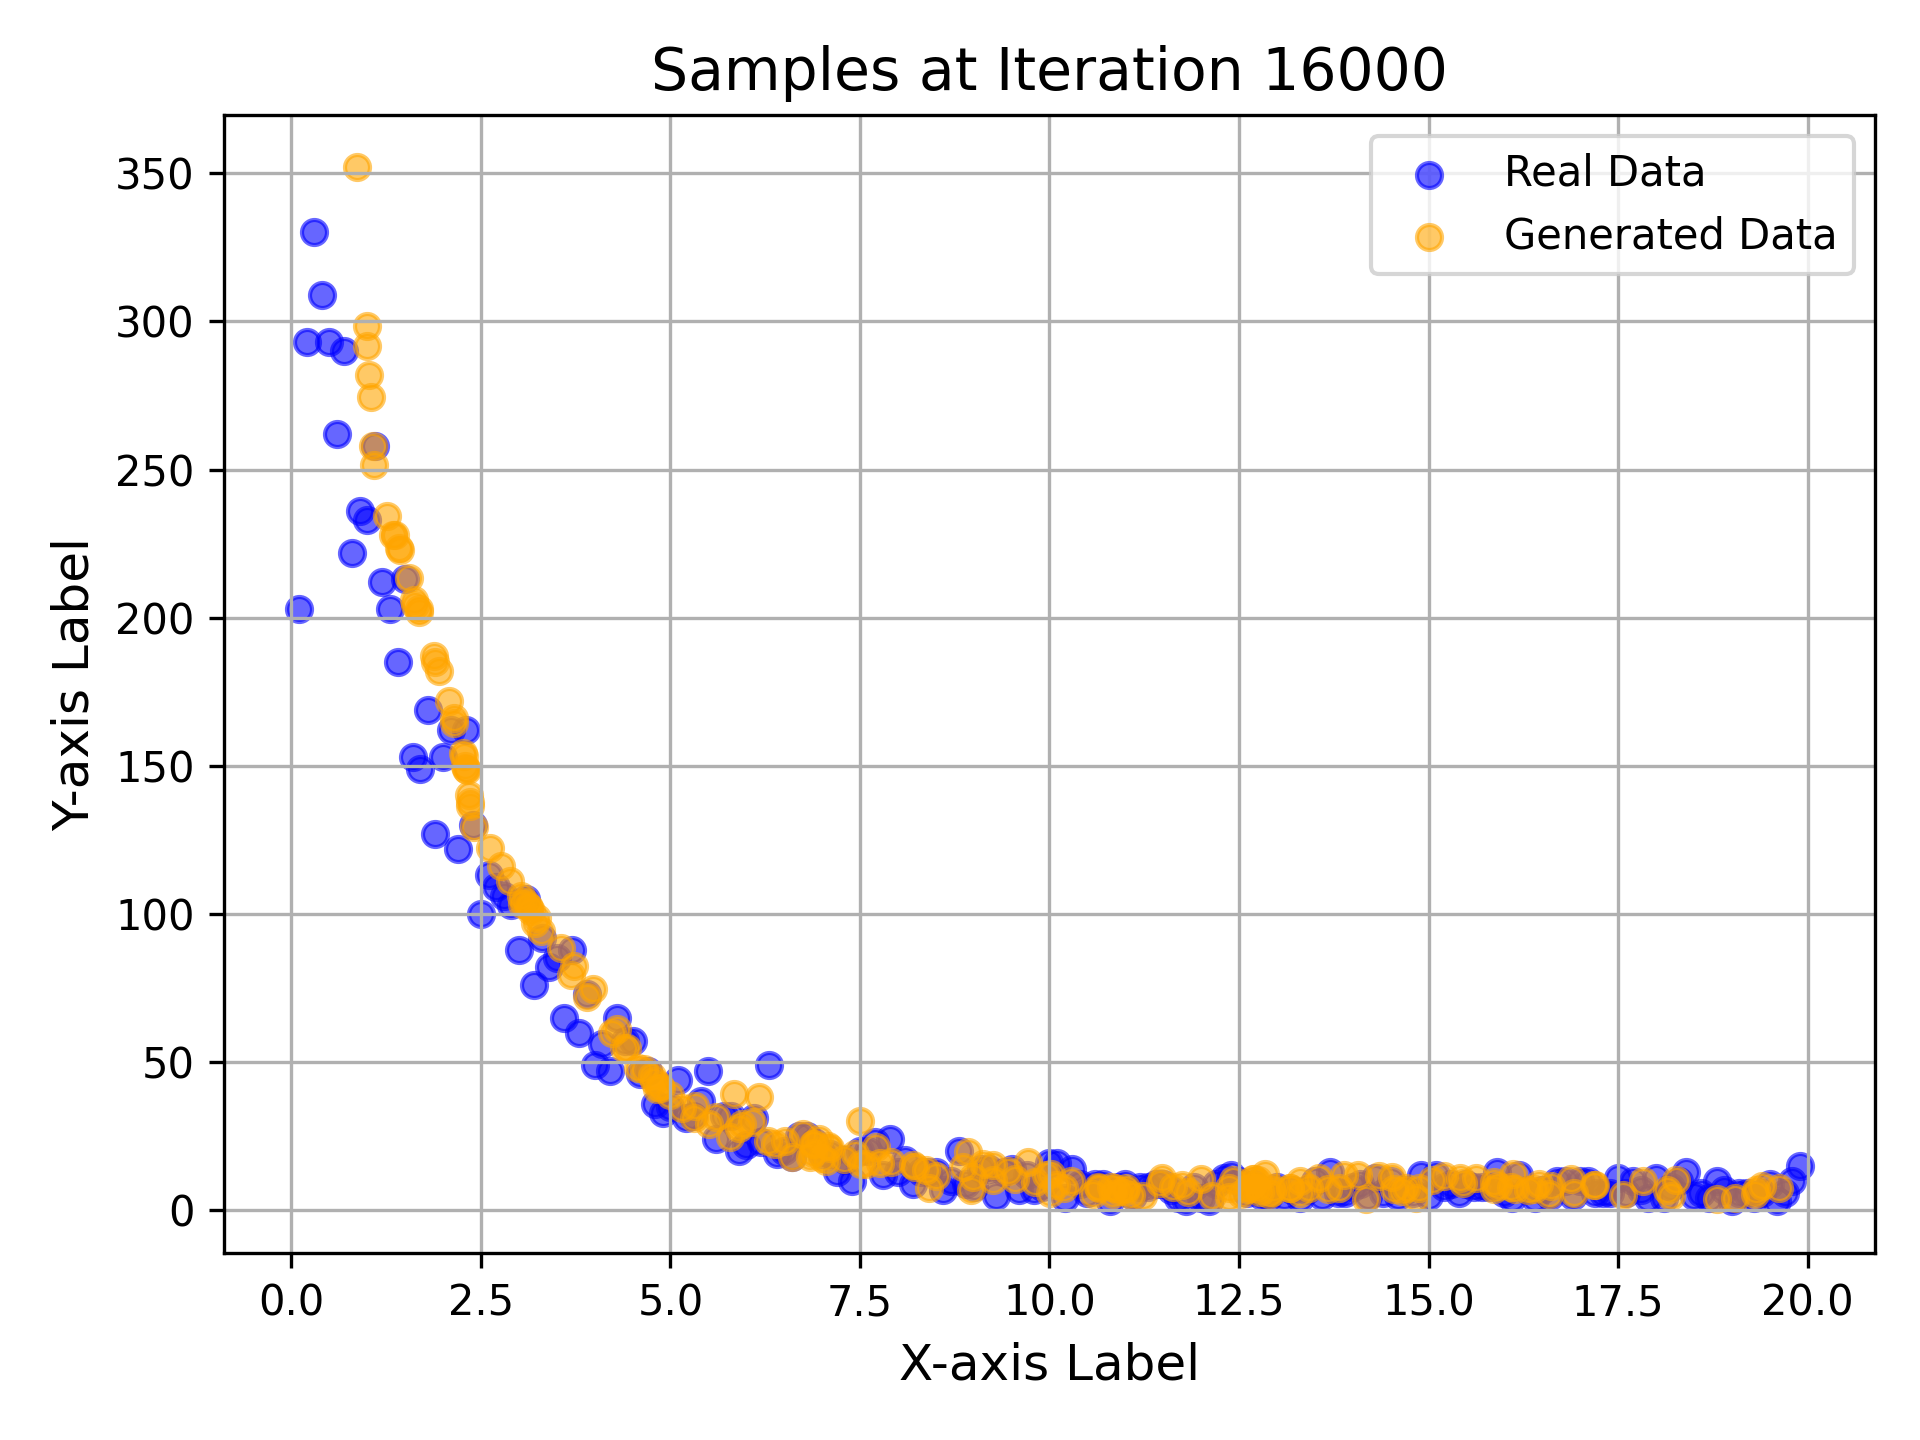 Samples at Iteration 16000
Real Data
Generated Data
Y-axis Label
350
300
250
200
150
100
50
0
0.0 2.5 5.0 7.5 10.0 12.5 15.0 17.5 20.0
X-axis Label